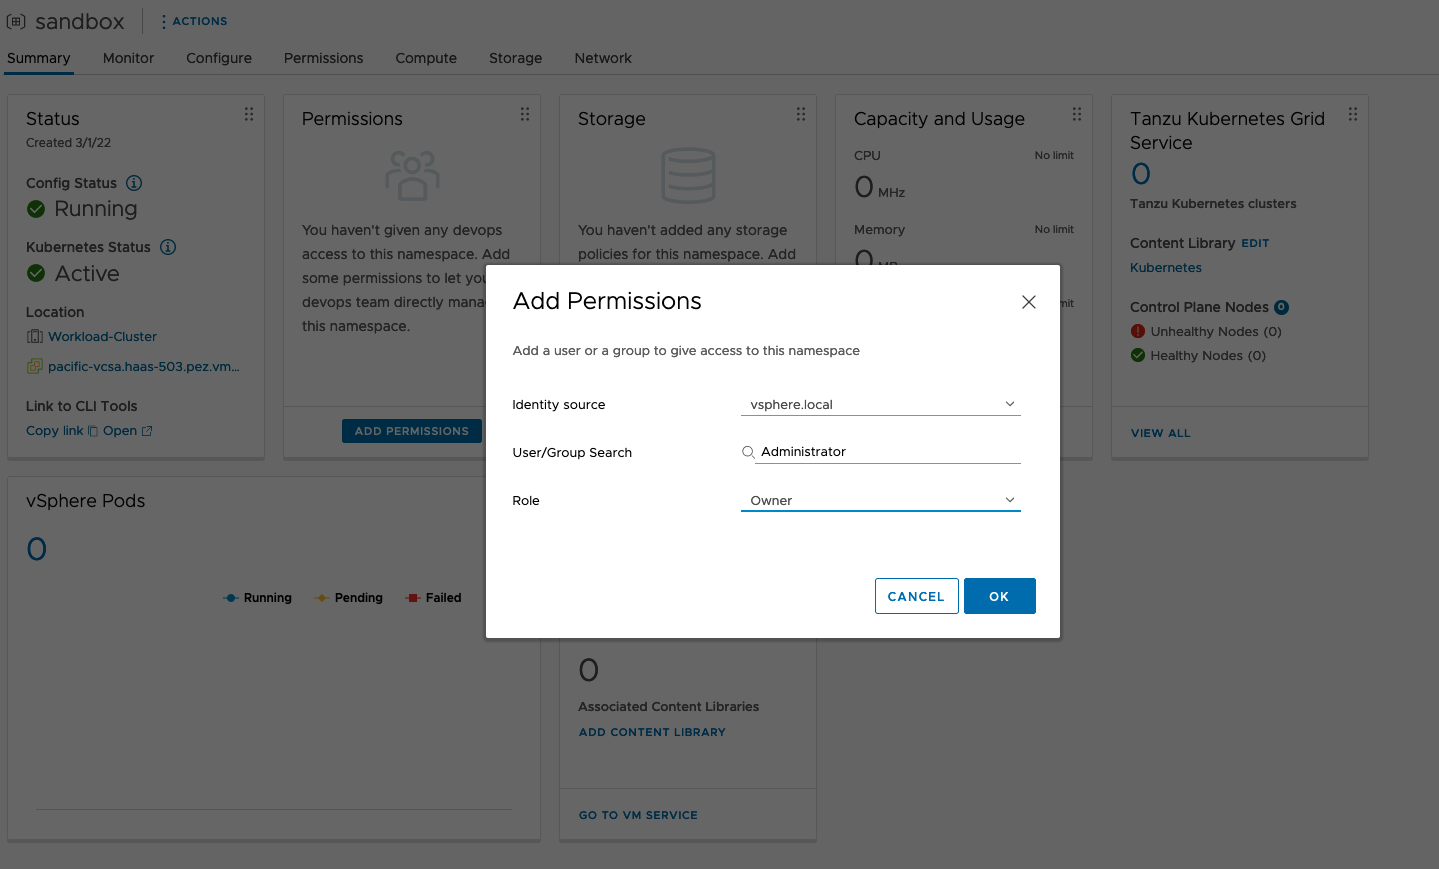 sandbox
ACTIONS
Summary Monitor Configure Permissions Compute Storage Network
Status
Created 3/1/22
Config Status
Running
Kubernetes Status
Active
Location
Workload-Cluster
pacific-vcsa.haas-503.pez.vm...
Link to CLI Tools
Copy link Open
Permissions
You haven't given any devops
access to this namespace. Add
some permissions to let you
devops team directly manag
this namespace.
ADD PERMISSIONS
Storage
You haven't added any storage
policies for this namespace. Add
Capacity and Usage
CPU No limit
0 MHz
Memory No limit
0 MB
mit
Tanzu Kubernetes Grid
Service
0
Tanzu Kubernetes clusters
Content Library EDIT
Kubernetes
Control Plane Nodes 0
Unhealthy Nodes (0)
Healthy Nodes (0)
VIEW ALL
Add Permissions
Add a user or a group to give access to this namespace
Identity source vsphere.local
User/Group Search Administrator
Role Owner
CANCEL OK
vSphere Pods
0
Running Pending Failed
0
Associated Content Libraries
ADD CONTENT LIBRARY
GO TO VM SERVICE